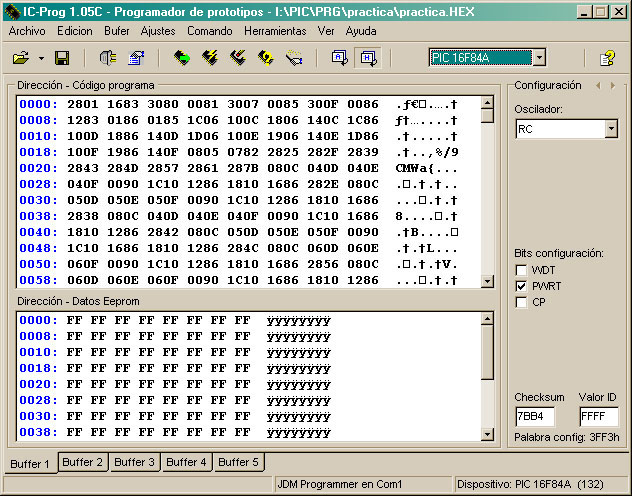 IC-Prog 1.05C - Programador de prototipos - I:\PIC\PRG\practica\practica.HEX
Archivo Edicion Bufer Ajustes Comando Herramientas Ver Ayuda
PIC 16F84A
Dirección - Código programa
0000: 2801 1683 3080 0081 3007 0085 300F 0086 .ƒ€□.….†
0008: 1283 0186 0185 1C06 100C 1806 140C 1C86 ƒ†…....†
0010: 100D 1886 140D 1D06 100E 1906 140E 1D86 .†.....†
0018: 100F 1986 140F 0805 0782 2825 282F 2839 .†..‚%/9
0020: 2843 284D 2857 2861 287B 080C 040D 040E CMWa{...
0028: 040F 0090 1C10 1286 1810 1686 282E 080C .□.†.†..
0030: 050D 050E 050F 0090 1C10 1286 1810 1686 ...□.†.†
0038: 2838 080C 040D 040E 040F 0090 1C10 1686 8....□.†
0040: 1810 1286 2842 080C 050D 050E 050F 0090 .†B....□
0048: 1C10 1686 1810 1286 284C 080C 060D 060E .†.†L...
0050: 060F 0090 1C10 1286 1810 1686 2856 080C .□.†.†V.
0058: 060D 060E 060F 0090 1C10 1686 1810 1286 ...□.†.†
Dirección - Datos Eeprom
0000: FF FF FF FF FF FF FF FF ÿÿÿÿÿÿÿÿ
0008: FF FF FF FF FF FF FF FF ÿÿÿÿÿÿÿÿ
0010: FF FF FF FF FF FF FF FF ÿÿÿÿÿÿÿÿ
0018: FF FF FF FF FF FF FF FF ÿÿÿÿÿÿÿÿ
0020: FF FF FF FF FF FF FF FF ÿÿÿÿÿÿÿÿ
0028: FF FF FF FF FF FF FF FF ÿÿÿÿÿÿÿÿ
0030: FF FF FF FF FF FF FF FF ÿÿÿÿÿÿÿÿ
0038: FF FF FF FF FF FF FF FF ÿÿÿÿÿÿÿÿ
Configuración
Oscilador:
RC
Bits configuración:
WDT
PWRT
CP
Checksum Valor ID
7BB4 FFFF
Palabra config: 3FF3h
Buffer 1 Buffer 2 Buffer 3 Buffer 4 Buffer 5
JDM Programmer en Com1 Dispositivo: PIC 16F84A (132)